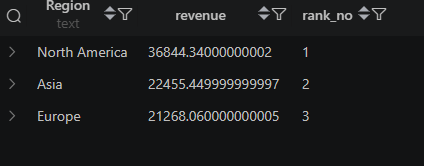 Region revenue rank_no
text
North America 36844.34000000002 1
Asia 22455.449999999997 2
Europe 21268.060000000005 3